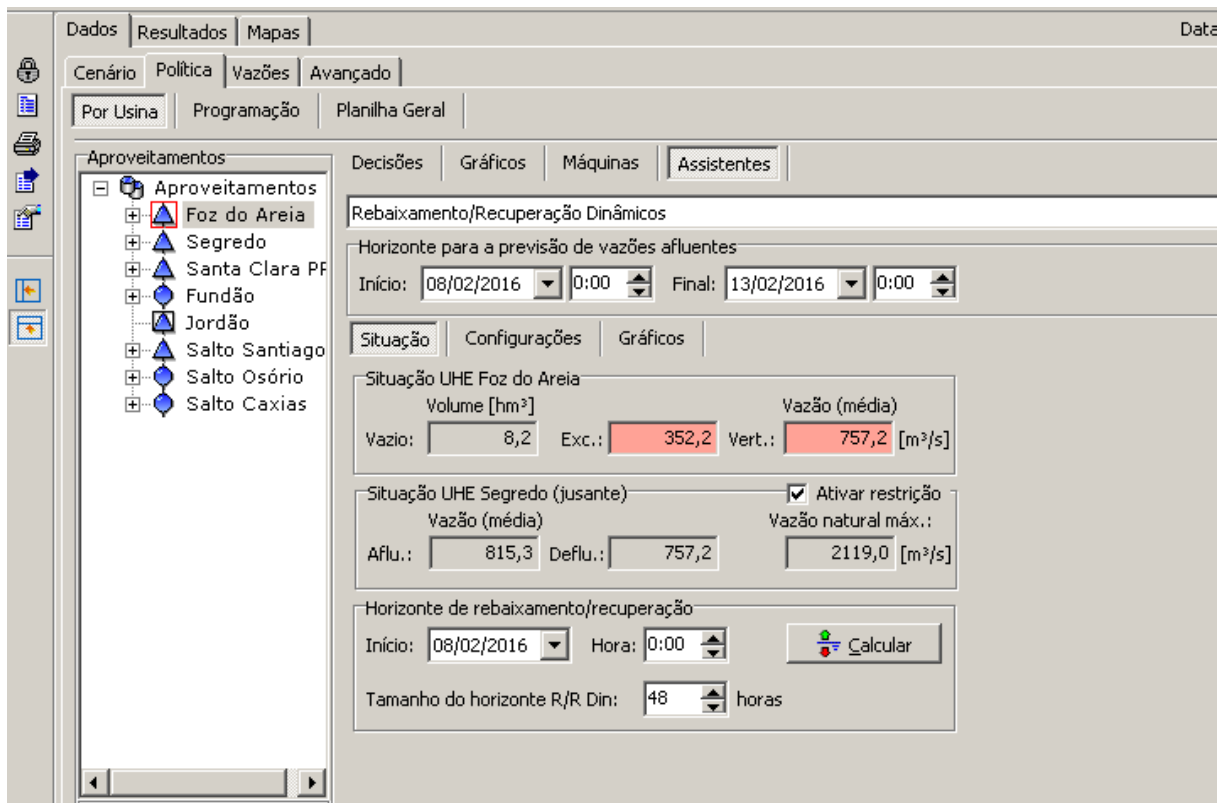 Dados Resultados Mapas Data
Cenário Política Vazões Avançado
Por Usina Programação Planilha Geral
Aproveitamentos
Aproveitamentos
Foz do Areia
Segredo
Santa Clara PF
Fundão
Jordão
Salto Santiago
Salto Osório
Salto Caxias
Decisões Gráficos Máquinas Assistentes
Rebaixamento/Recuperação Dinâmicos
Horizonte para a previsão de vazões afluentes
Início: 08/02/2016 0:00 Final: 13/02/2016 0:00
Situação Configurações Gráficos
Situação UHE Foz do Areia
Volume [hm³] Vazão (média)
Vazio: 8,2 Exc.: 352,2 Vert.: 757,2 [m³/s]
Situação UHE Segredo (jusante) Ativar restrição
Vazão (média) Vazão natural máx.:
Aflu.: 815,3 Deflu.: 757,2 2119,0 [m³/s]
Horizonte de rebaixamento/recuperação
Início: 08/02/2016 Hora: 0:00 Calcular
Tamanho do horizonte R/R Din: 48 horas